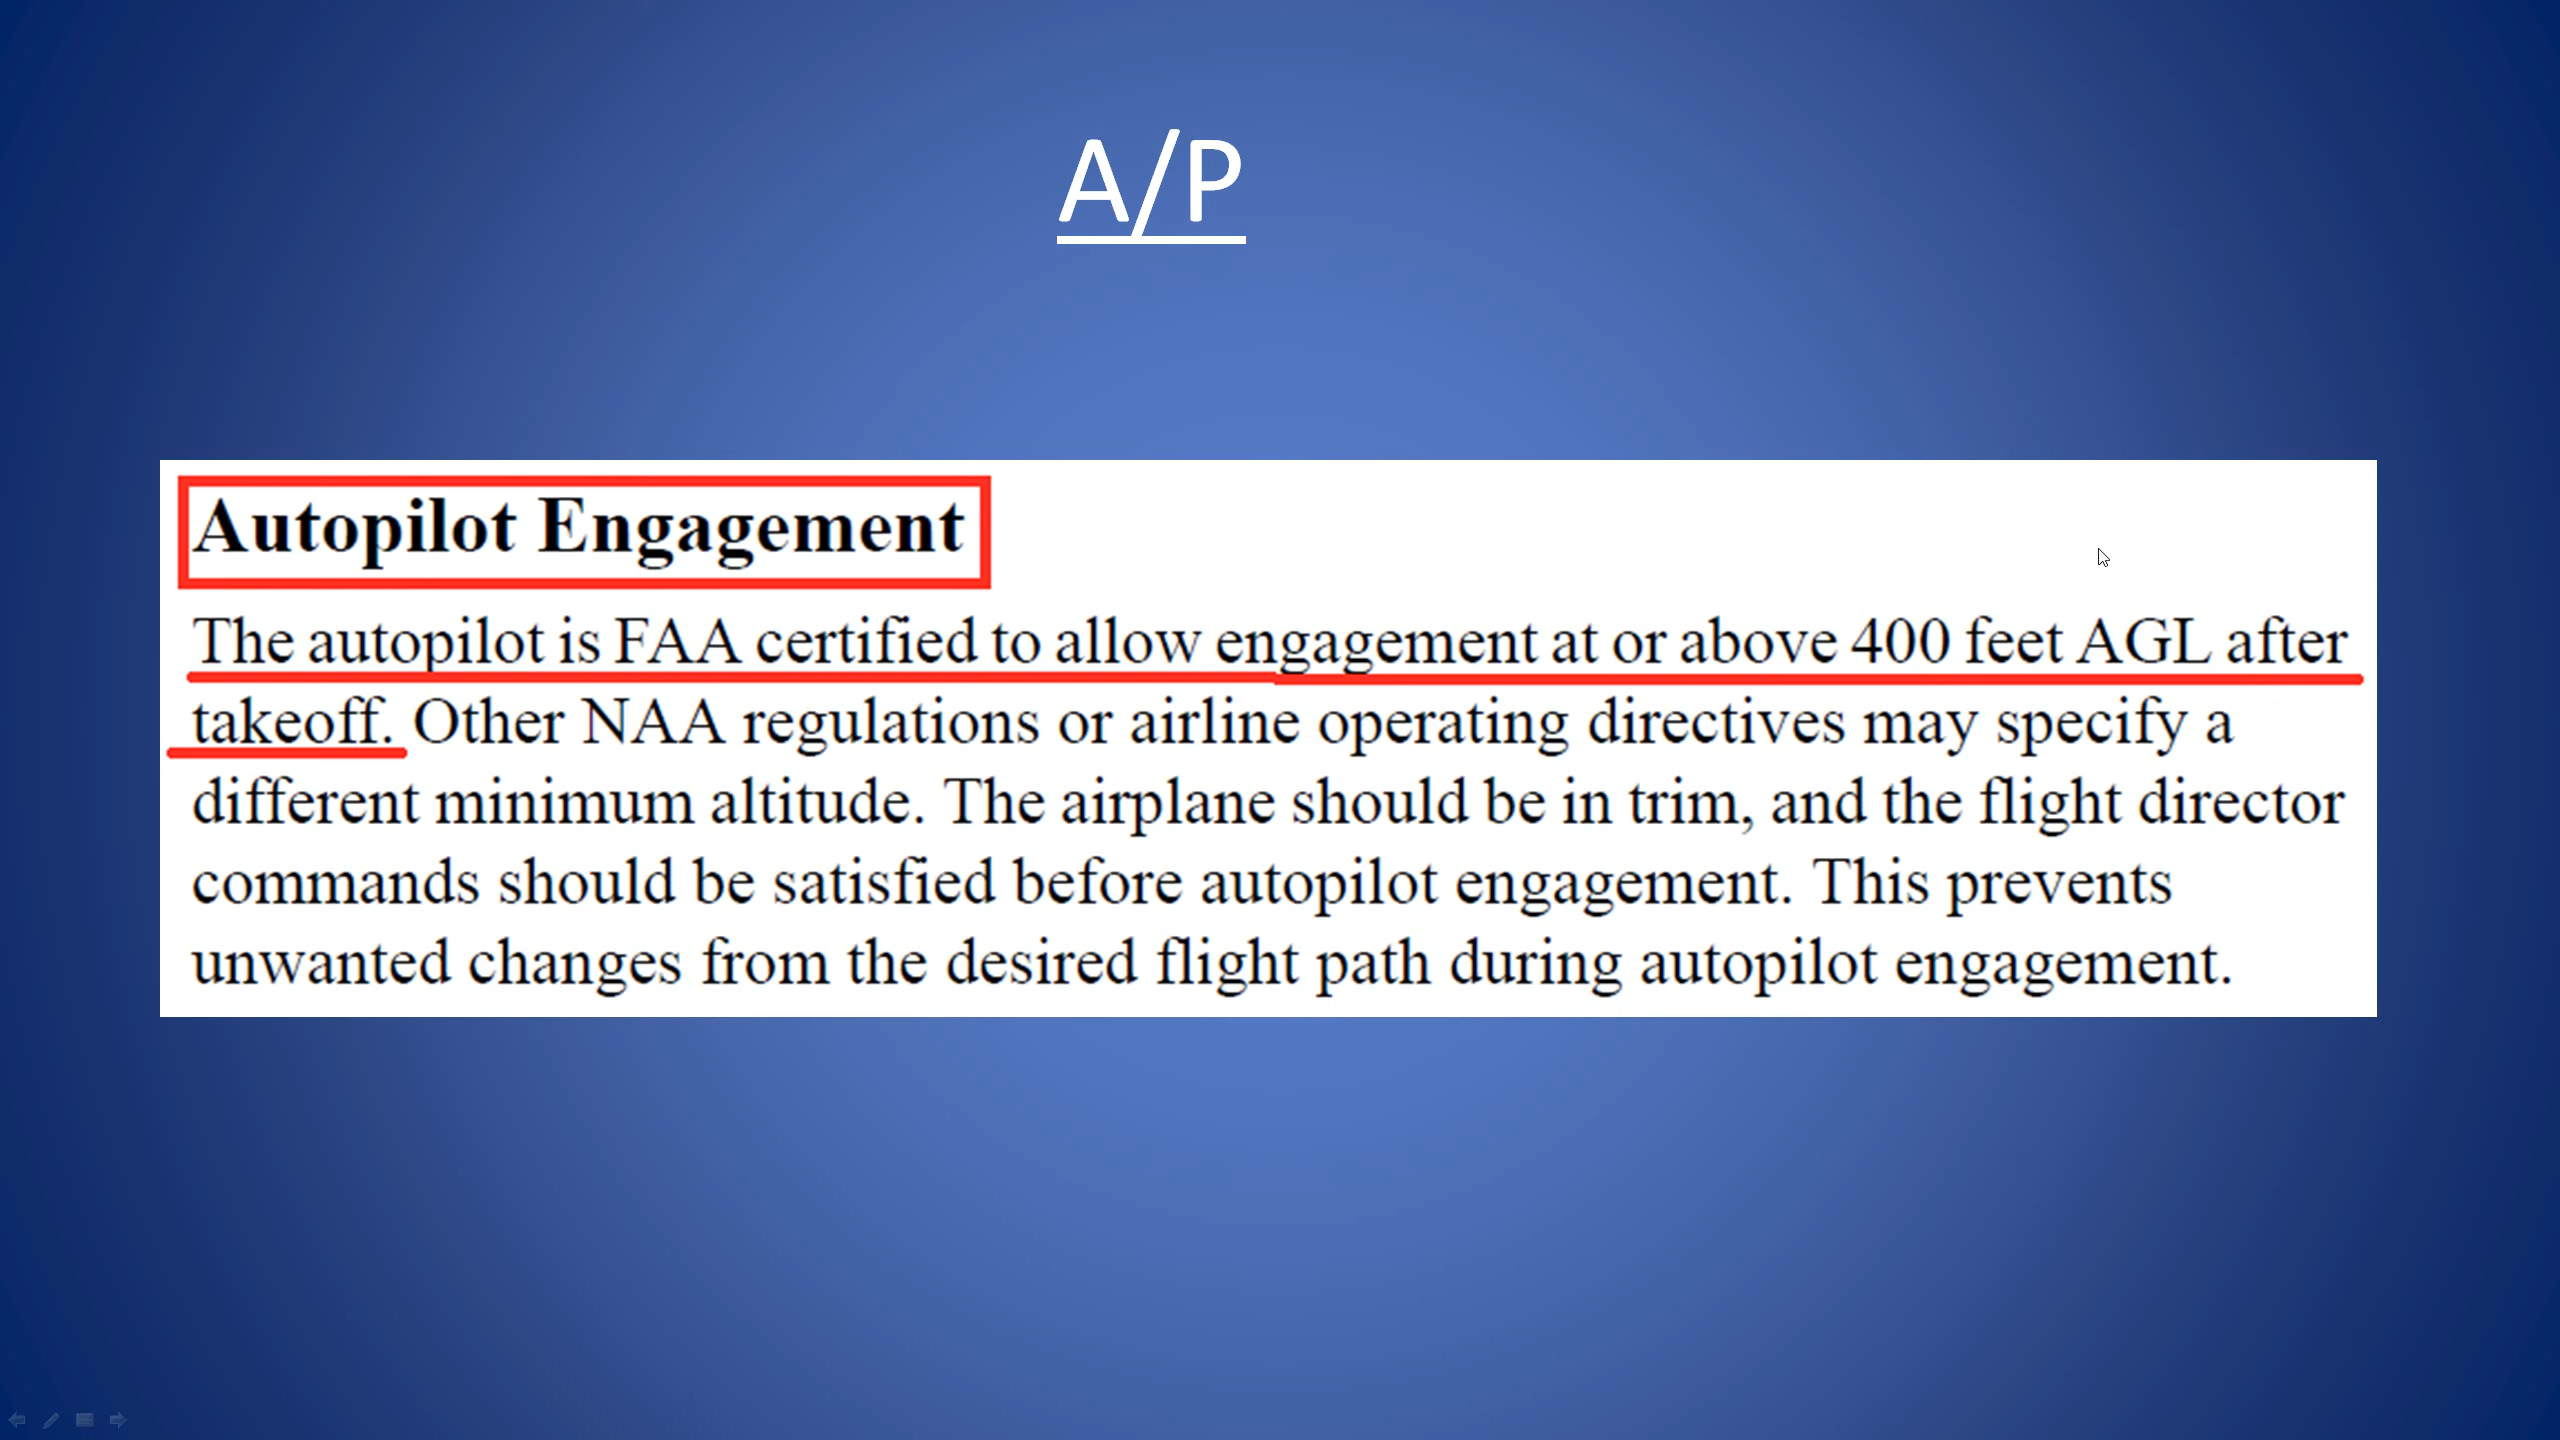 A/P
Autopilot Engagement
The autopilot is FAA certified to allow engagement at or above 400 feet AGL after
takeoff. Other NAA regulations or airline operating directives may specify a
different minimum altitude. The airplane should be in trim, and the flight director
commands should be satisfied before autopilot engagement. This prevents
unwanted changes from the desired flight path during autopilot engagement.